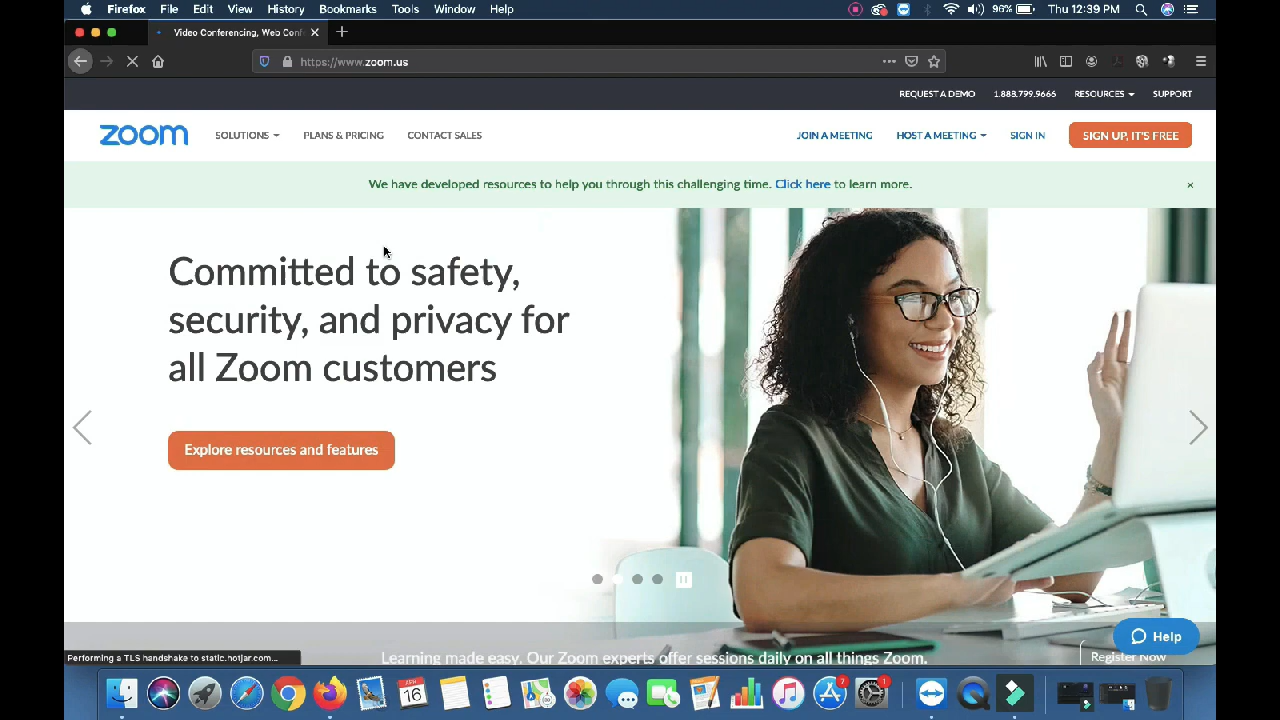 Firefox File Edit View History Bookmarks Tools Window Help 96% Thu 12:39 PM
Video Conferencing, Web Conf
https://www.zoom.us
REQUEST A DEMO 1.888.799.9666 RESOURCES SUPPORT
zoom SOLUTIONS PLANS & PRICING CONTACT SALES JOIN A MEETING HOST A MEETING SIGN IN SIGN UP, IT'S FREE
We have developed resources to help you through this challenging time. Click here to learn more. ×
Committed to safety,
security, and privacy for
all Zoom customers
Explore resources and features
Help
Performing a TLS handshake to static.hotjar.com...
Learning made easy. Our Zoom experts offer sessions daily on all things Zoom. Register Now
16
7
1